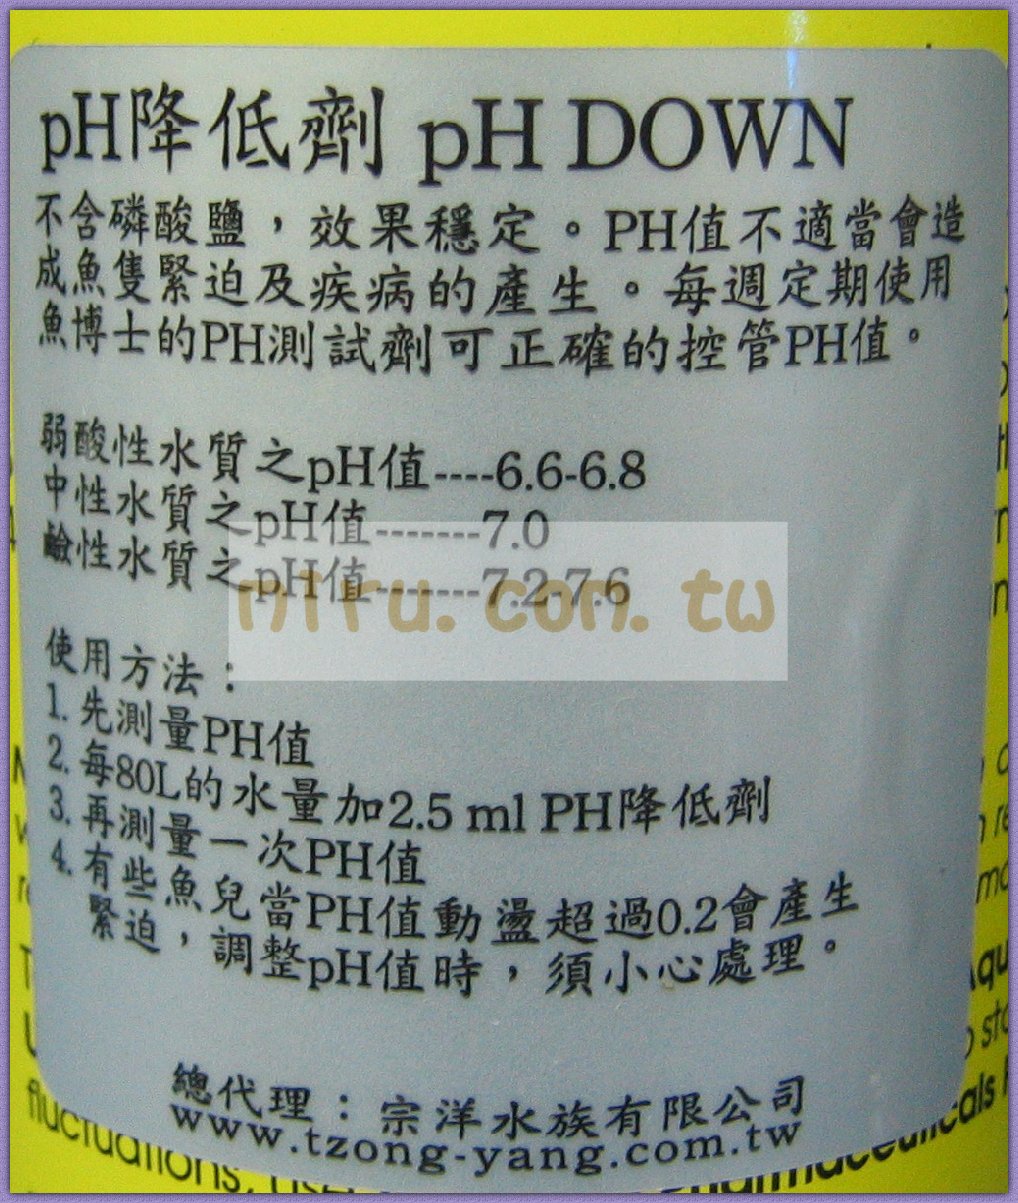 pH降低劑 pH DOWN
不含磷酸鹽，效果穩定。PH值不適當會造
成魚隻緊迫及疾病的產生。每週定期使用
魚博士的PH測試劑可正確的控管PH值。
弱酸性水質之pH值----6.6-6.8
中性水質之pH值-------7.0
鹼性水質之pH值-------7.2-7.6
niru.com.tw
使用方法：
1. 先測量PH值
2. 每80L的水量加2.5 ml PH降低劑
3. 再測量一次PH值
4. 有些魚兒當PH值動盪超過0.2會產生
緊迫，調整pH值時，須小心處理。
總代理：宗洋水族有限公司
www.tzong-yang.com.tw
fluctuations,